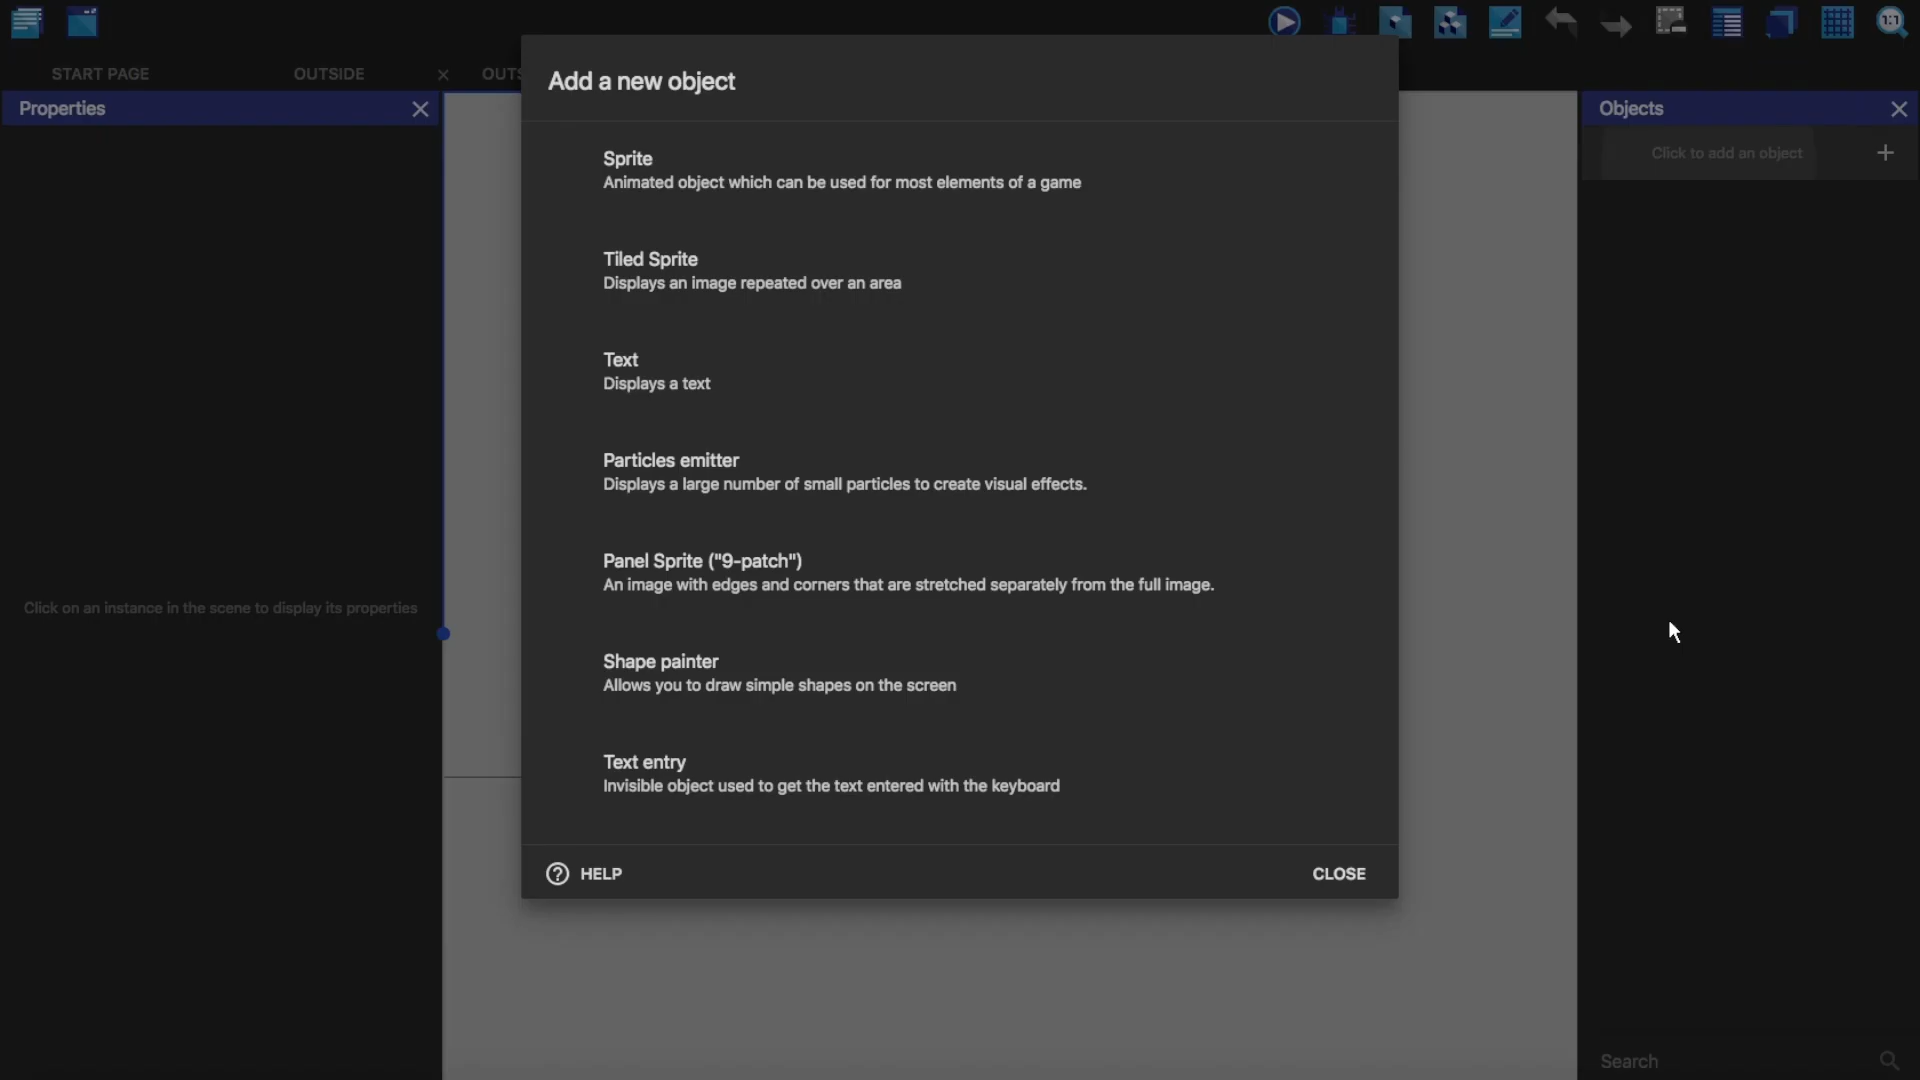 START PAGE
OUTSIDE
OUTS
Properties
Click on an instance in the scene to display its properties
Add a new object
Sprite
Animated object which can be used for most elements of a game
Tiled Sprite
Displays an image repeated over an area
Text
Displays a text
Particles emitter
Displays a large number of small particles to create visual effects.
Panel Sprite ("9-patch")
An image with edges and corners that are stretched separately from the full image.
Shape painter
Allows you to draw simple shapes on the screen
Text entry
Invisible object used to get the text entered with the keyboard
? HELP
CLOSE
1:1
Objects
Click to add an object
Search